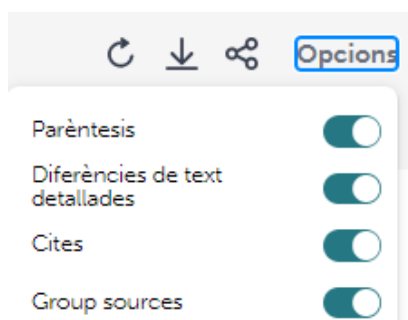 Opcions
Parèntesis
Diferències de text
detallades
Cites
Group sources